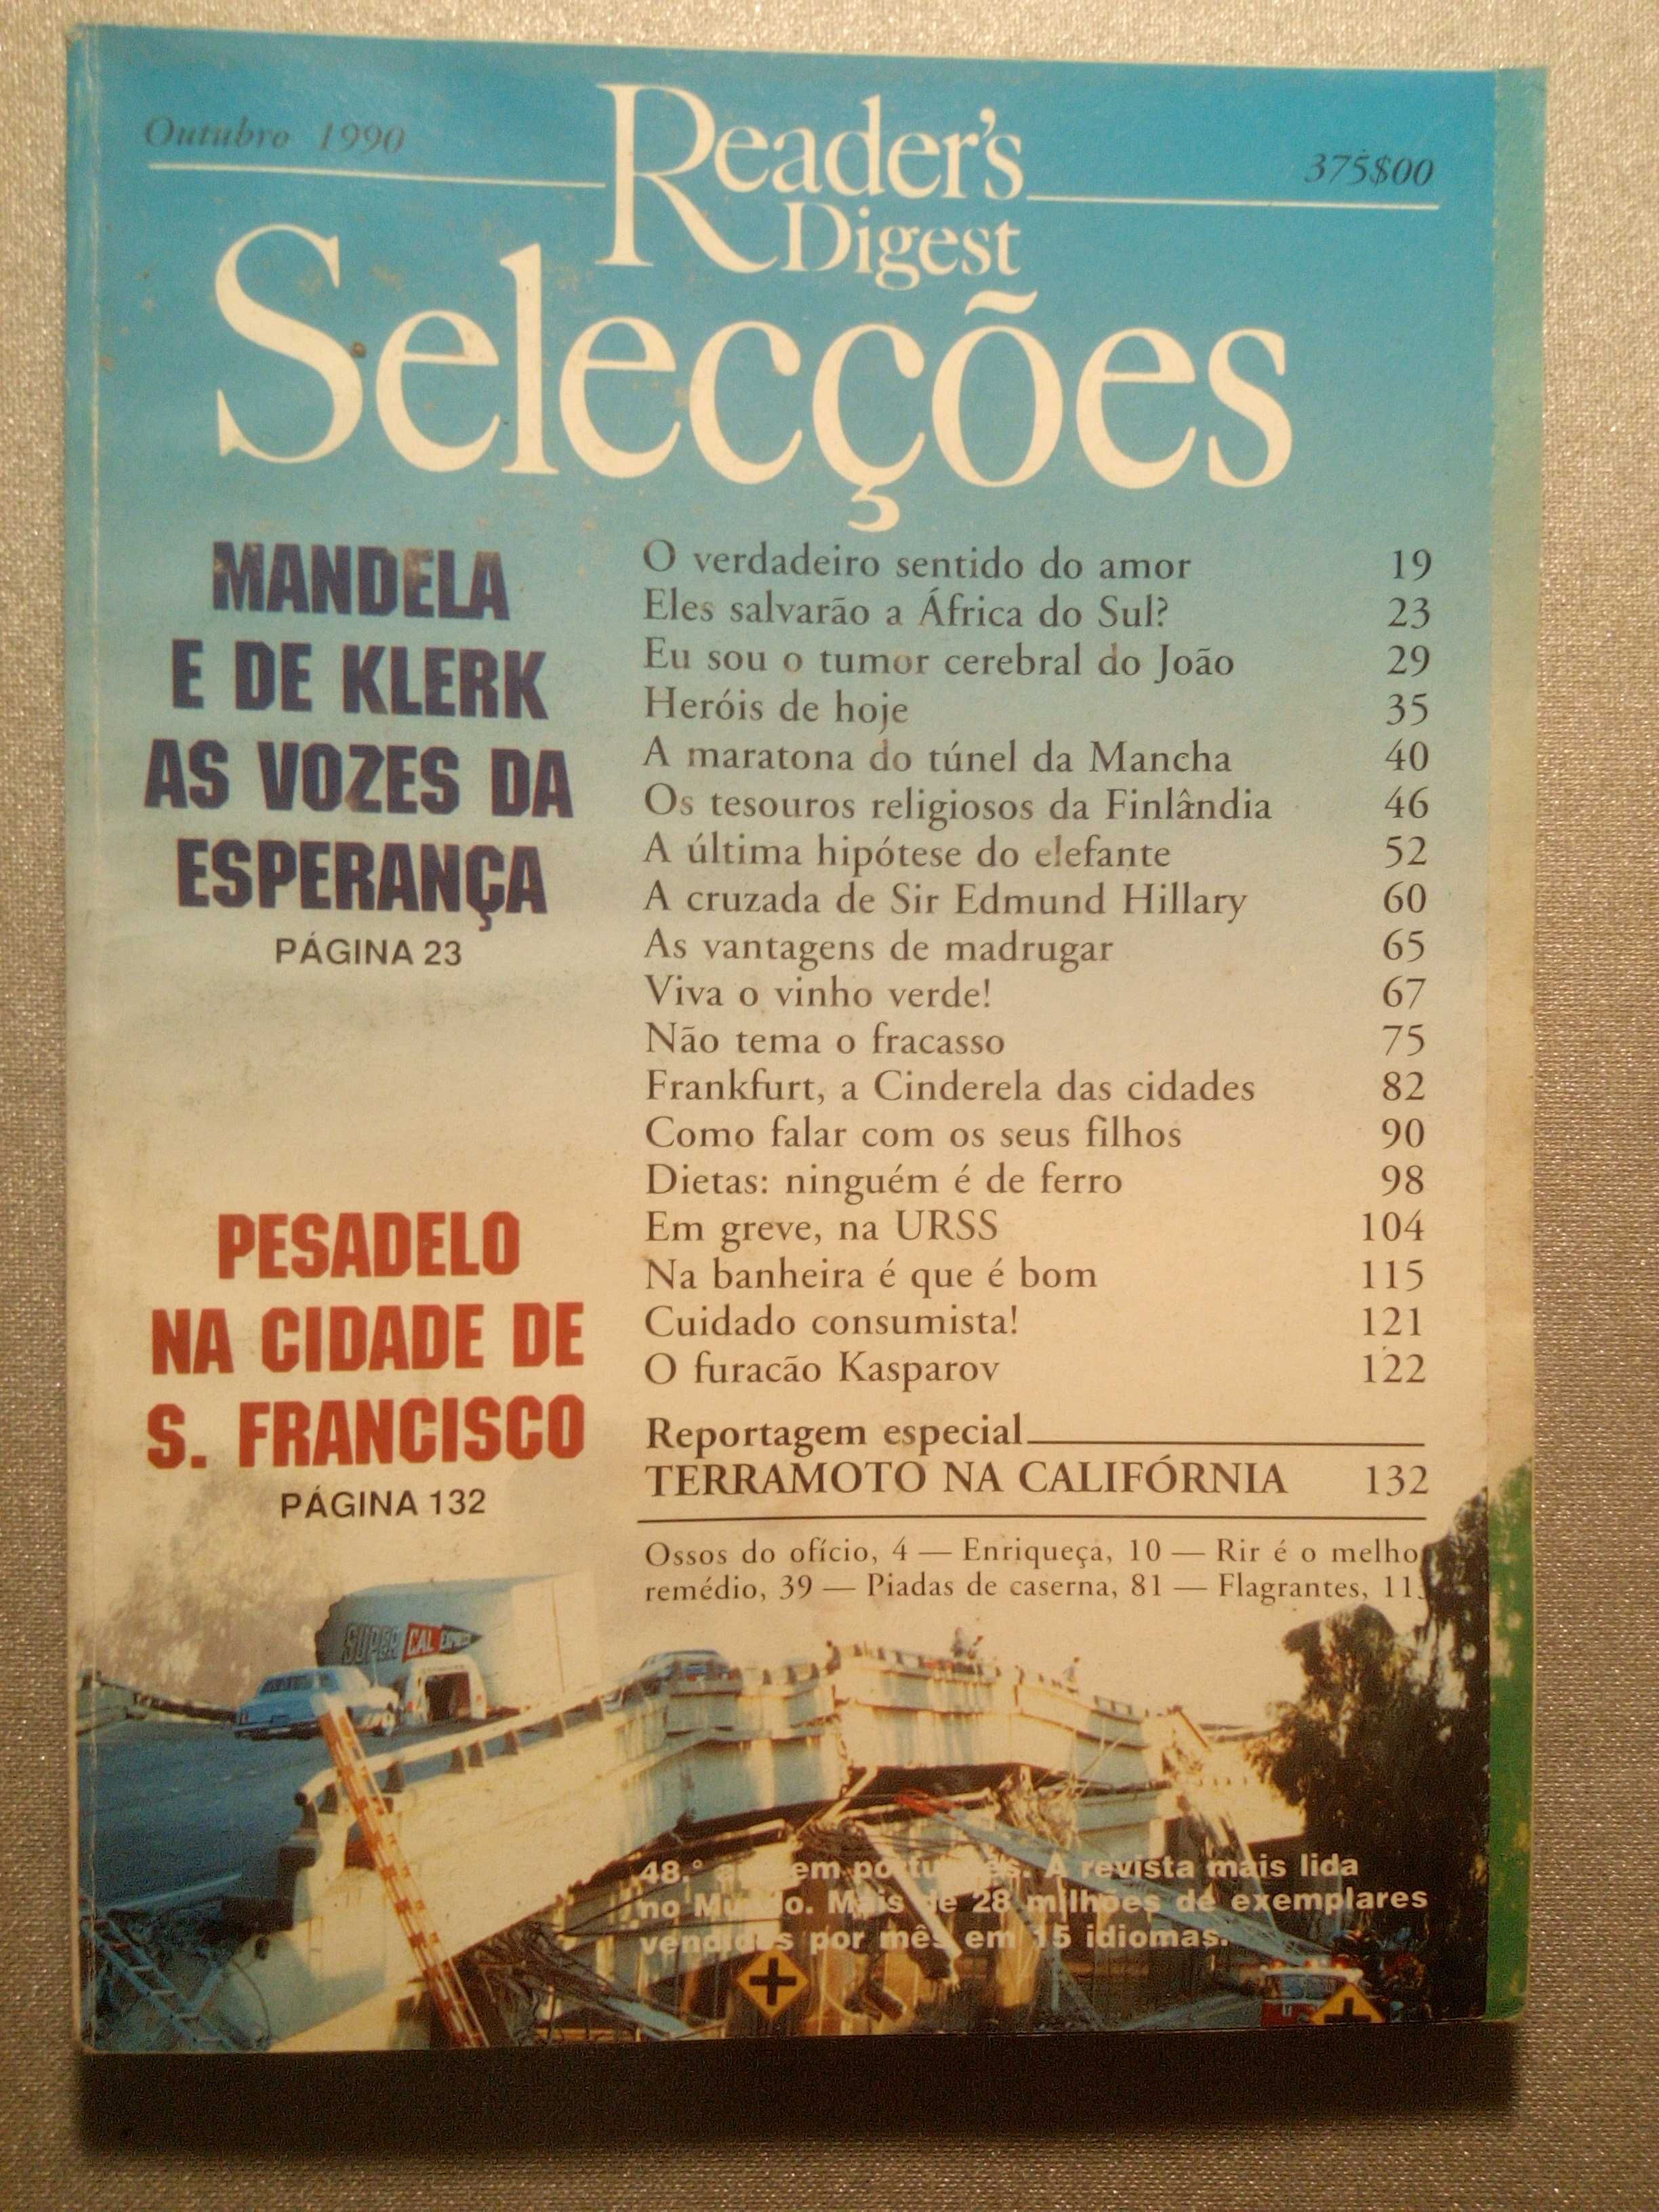 Outubro 1990
Reader's
Digest
375$00
Selecções
MANDELA
E DE KLERK
AS VOZES DA
ESPERANÇA
PÁGINA 23
PESADELO
NA CIDADE DE
S. FRANCISCO
PÁGINA 132
O verdadeiro sentido do amor 19
Eles salvarão a África do Sul? 23
Eu sou o tumor cerebral do João 29
Heróis de hoje 35
A maratona do túnel da Mancha 40
Os tesouros religiosos da Finlândia 46
A última hipótese do elefante 52
A cruzada de Sir Edmund Hillary 60
As vantagens de madrugar 65
Viva o vinho verde! 67
Não tema o fracasso 75
Frankfurt, a Cinderela das cidades 82
Como falar com os seus filhos 90
Dietas: ninguém é de ferro 98
Em greve, na URSS 104
Na banheira é que é bom 115
Cuidado consumista! 121
O furacão Kasparov 122
Reportagem especial
TERRAMOTO NA CALIFÓRNIA 132
Ossos do ofício, 4 — Enriqueça, 10 — Rir é o melho
remédio, 39 — Piadas de caserna, 81 — Flagrantes,
SUPER CAL
48.º ano em português. A revista mais lida
no Mundo. Mais de 28 milhões de exemplares
vendidos por mês em 15 idiomas.